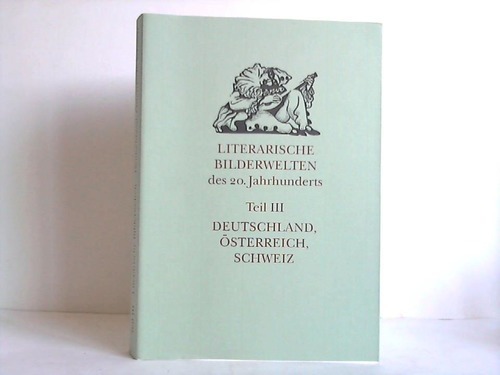 LITERARISCHE
BILDERWELTEN
des 20. Jahrhunderts
Teil III
DEUTSCHLAND,
ÖSTERREICH,
SCHWEIZ